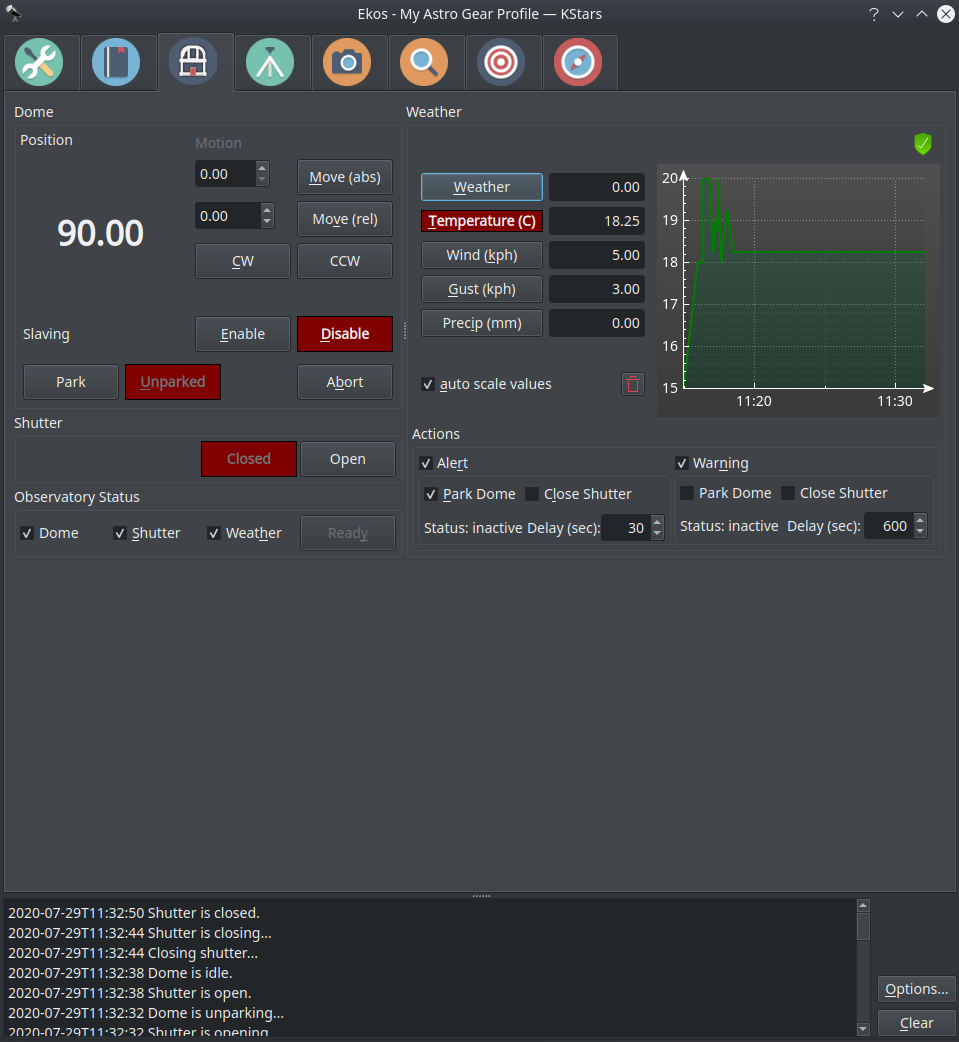 Ekos - My Astro Gear Profile — KStars
Dome
Position
Motion
0.00
Move (abs)
90.00
0.00
Move (rel)
CW
CCW
Slaving
Enable
Disable
Park
Unparked
Abort
Shutter
Closed
Open
Observatory Status
Dome
Shutter
Weather
Ready
Weather
Weather
0.00
Temperature (C)
18.25
Wind (kph)
5.00
Gust (kph)
3.00
Precip (mm)
0.00
auto scale values
20
19
18
17
16
15
11:20
11:30
Actions
Alert
Park Dome
Close Shutter
Status: inactive Delay (sec):
30
Warning
Park Dome
Close Shutter
Status: inactive Delay (sec):
600
2020-07-29T11:32:50 Shutter is closed.
2020-07-29T11:32:44 Shutter is closing...
2020-07-29T11:32:44 Closing shutter...
2020-07-29T11:32:38 Dome is idle.
2020-07-29T11:32:38 Shutter is open.
2020-07-29T11:32:32 Dome is unparking...
2020-07-29T11:32:32 Shutter is opening
Options...
Clear